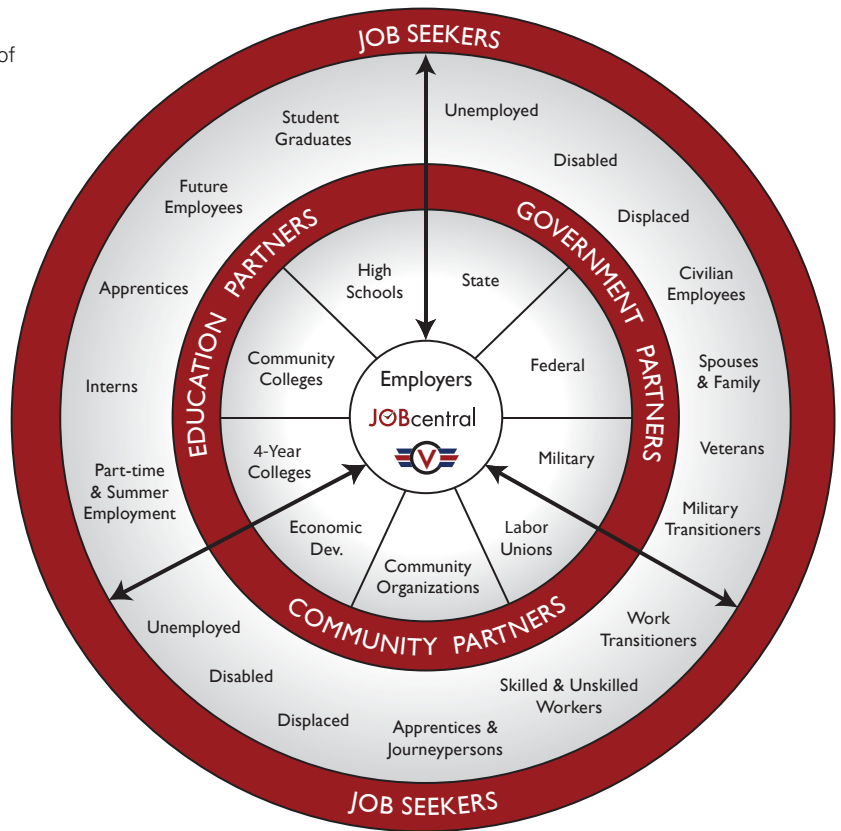 of
JOB SEEKERS
Student
Graduates
Future
Employees
Apprentices
Interns
Part-time
& Summer
Employment
Unemployed
Disabled
Displaced
Civilian
Employees
Spouses
& Family
Veterans
Military
Transitioners
EDUCATION PARTNERS
GOVERNMENT PARTNERS
High
Schools
Community
Colleges
4-Year
Colleges
State
Federal
Military
Employers
JOBcentral
V
Economic
Dev.
Community
Organizations
Labor
Unions
COMMUNITY PARTNERS
Unemployed
Disabled
Displaced
Apprentices &
Journeypersons
Skilled & Unskilled
Workers
Work
Transitioners
JOB SEEKERS